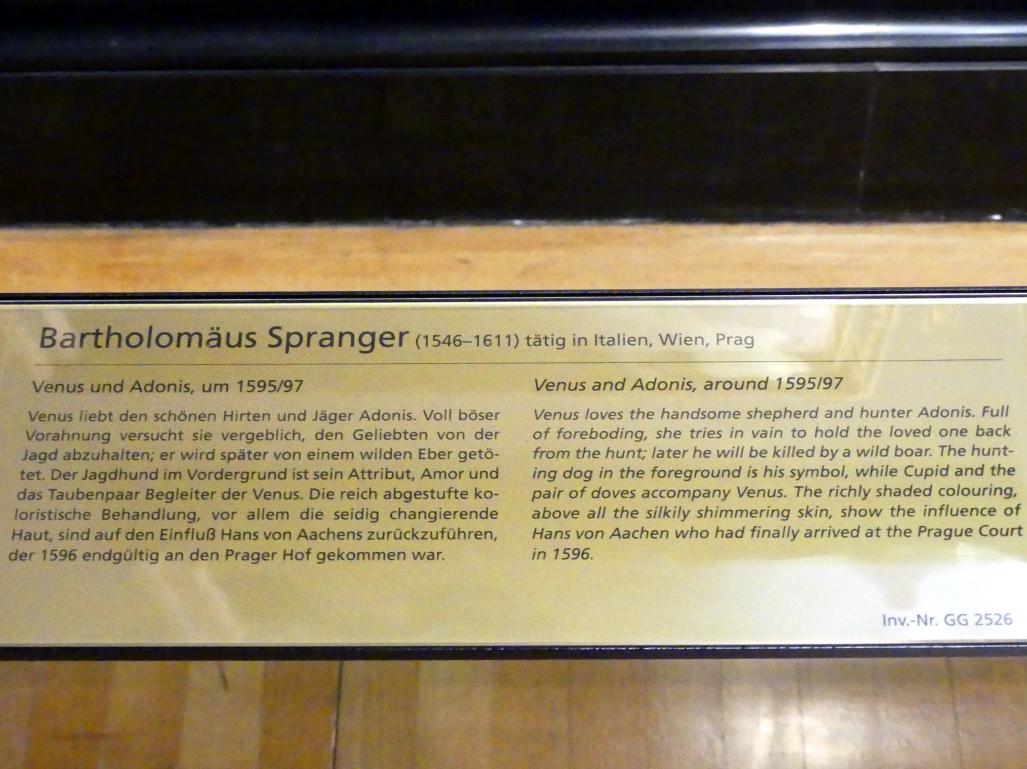 Bartholomäus Spranger (1546–1611) tätig in Italien, Wien, Prag
Venus und Adonis, um 1595/97
Venus liebt den schönen Hirten und Jäger Adonis. Voll böser
Vorahnung versucht sie vergeblich, den Geliebten von der
Jagd abzuhalten; er wird später von einem wilden Eber getö-
tet. Der Jagdhund im Vordergrund ist sein Attribut, Amor und
das Taubenpaar Begleiter der Venus. Die reich abgestufte ko-
loristische Behandlung, vor allem die seidig changierende
Haut, sind auf den Einfluß Hans von Aachens zurückzuführen,
der 1596 endgültig an den Prager Hof gekommen war.
Venus and Adonis, around 1595/97
Venus loves the handsome shepherd and hunter Adonis. Full
of foreboding, she tries in vain to hold the loved one back
from the hunt; later he will be killed by a wild boar. The hunt-
ing dog in the foreground is his symbol, while Cupid and the
pair of doves accompany Venus. The richly shaded colouring,
above all the silkily shimmering skin, show the influence of
Hans von Aachen who had finally arrived at the Prague Court
in 1596.
Inv.-Nr. GG 2526